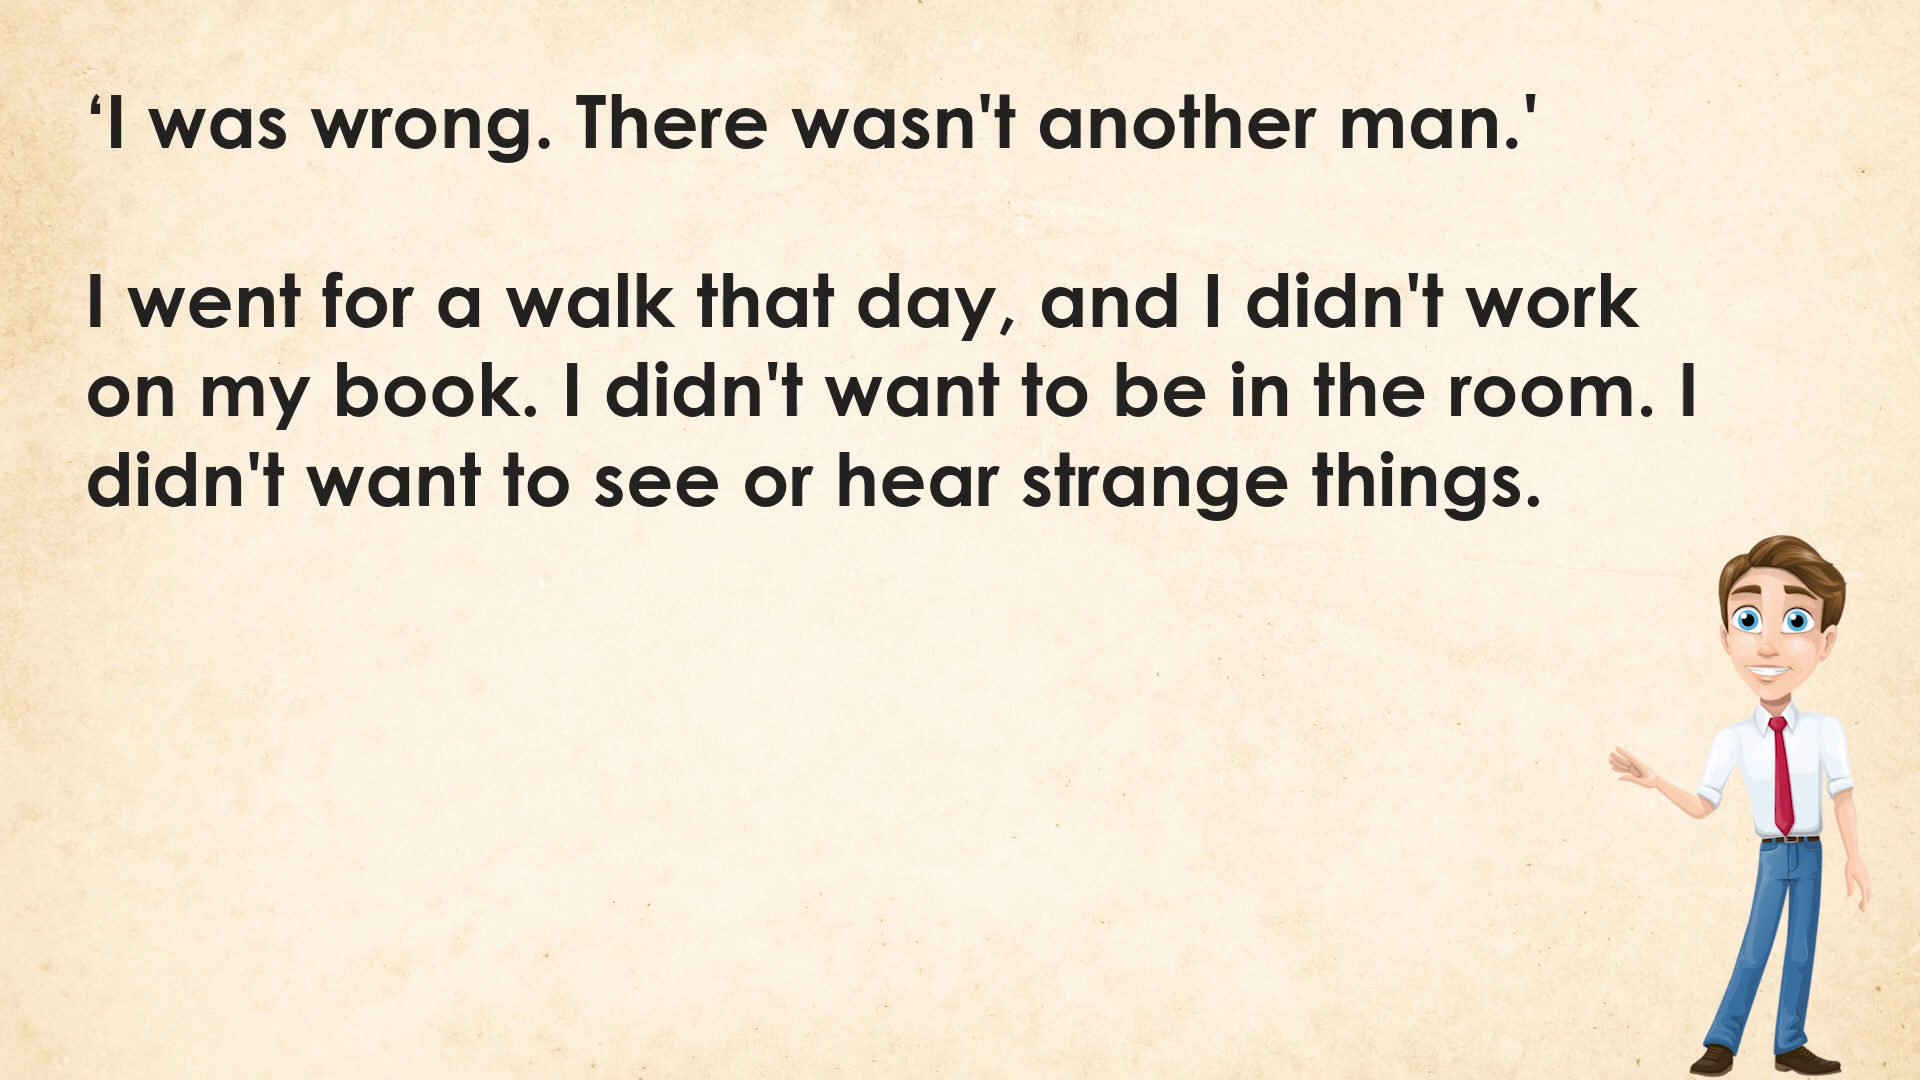 ‘I was wrong. There wasn't another man.'
I went for a walk that day, and I didn't work
on my book. I didn't want to be in the room. I
didn't want to see or hear strange things.